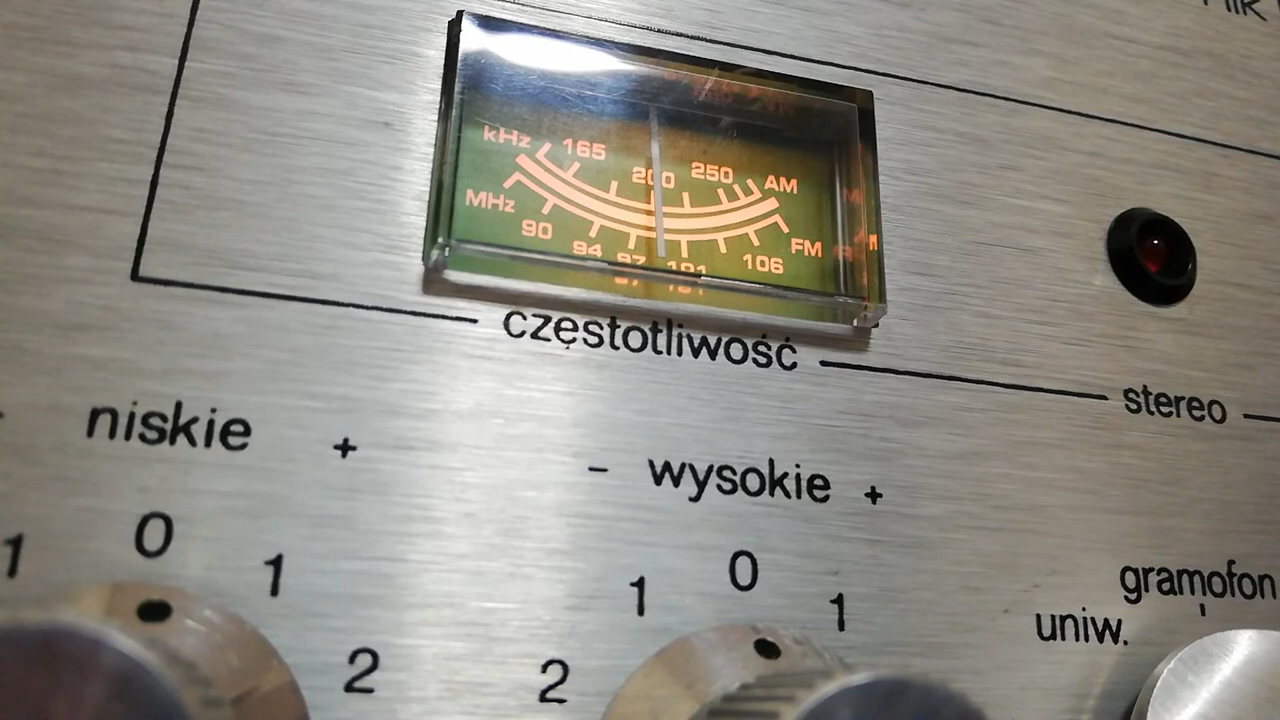 kHz 165 200 250 AM
MHz 90 94 97 101 106 FM
częstotliwość
stereo
niskie +
- wysokie +
1 0 1 2
2 1 0 1
gramofon
uniw.